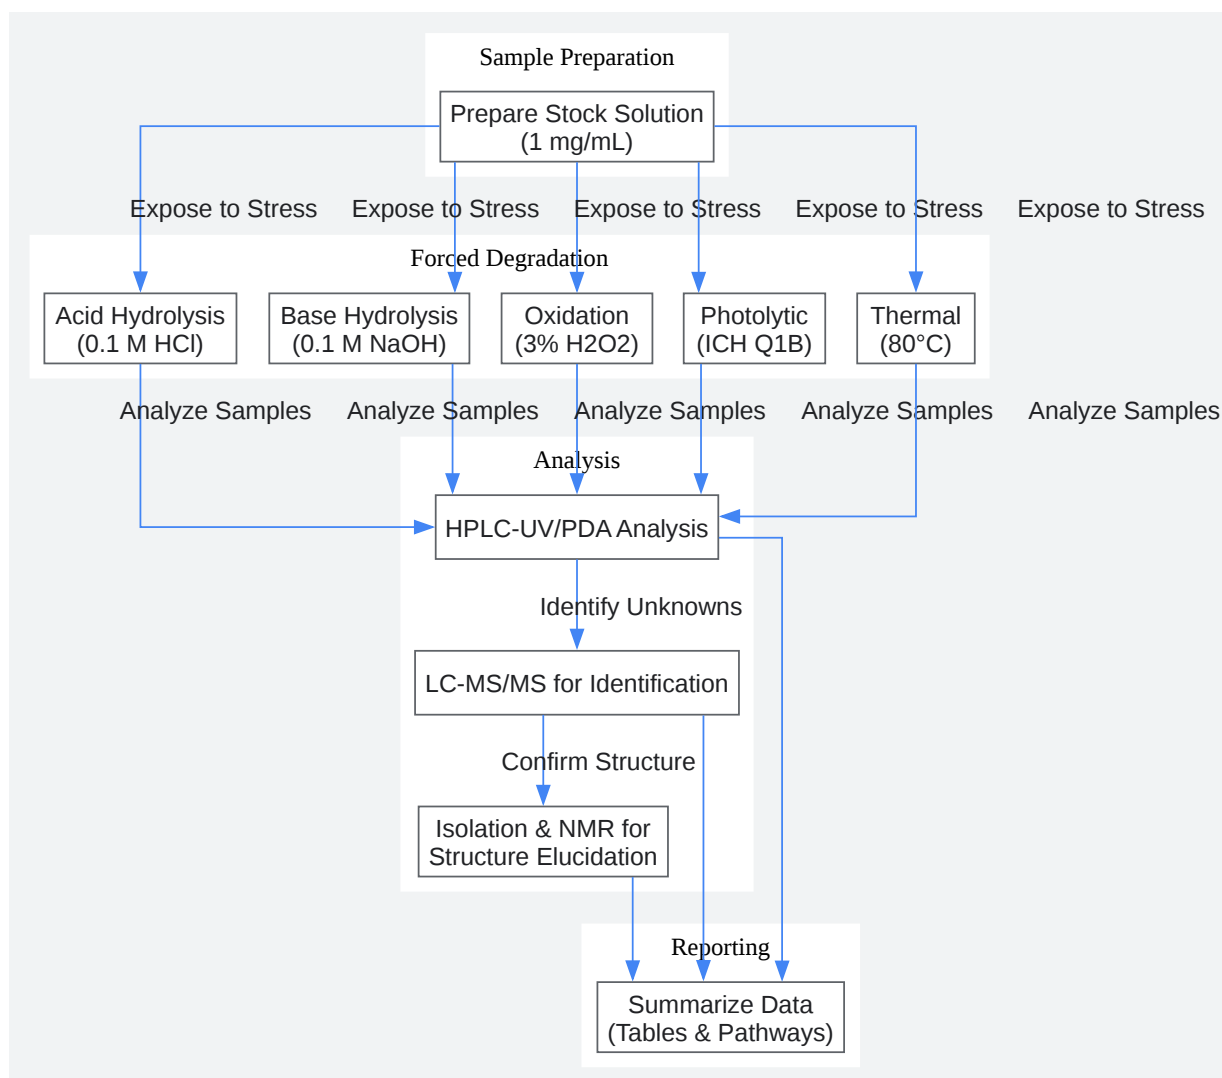 Sample Preparation
Prepare Stock Solution
(1 mg/mL)
Expose to Stress Expose to Stress Expose to Stress Expose to Stress Expose to Stress
Forced Degradation
Acid Hydrolysis
(0.1 M HCl)
Base Hydrolysis
(0.1 M NaOH)
Oxidation
(3% H2O2)
Photolytic
(ICH Q1B)
Thermal
(80°C)
Analyze Samples Analyze Samples Analyze Samples Analyze Samples Analyze Samples
Analysis
HPLC-UV/PDA Analysis
Identify Unknowns
LC-MS/MS for Identification
Confirm Structure
Isolation & NMR for
Structure Elucidation
Reporting
Summarize Data
(Tables & Pathways)